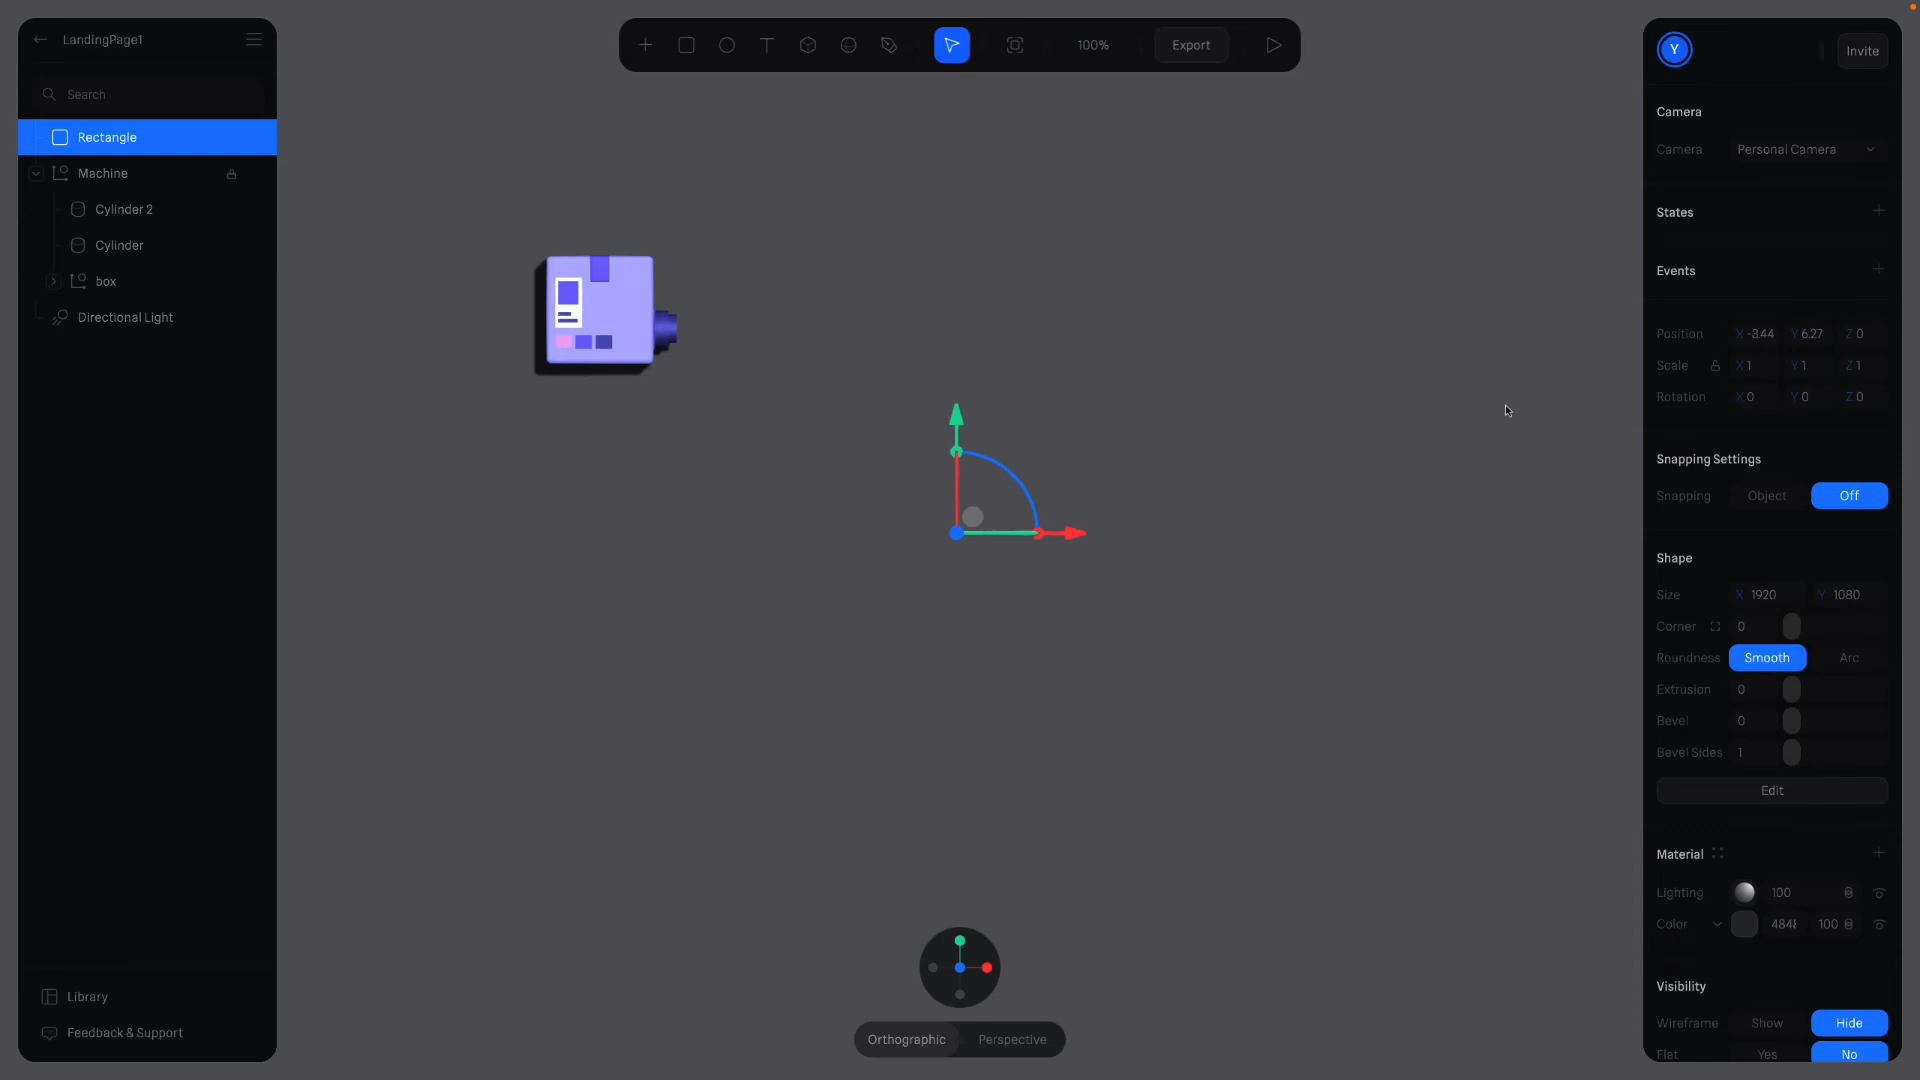 LandingPage1
Search
Rectangle
Machine
Cylinder 2
Cylinder
box
Directional Light
Library
Feedback & Support
100%
Export
Orthographic
Perspective
Y
Invite
Camera
Camera
Personal Camera
States
Events
Position X -3.44 Y 6.27 Z 0
Scale X 1 Y 1 Z 1
Rotation X 0 Y 0 Z 0
Snapping Settings
Snapping Object Off
Shape
Size X 1920 Y 1080
Corner 0
Roundness Smooth Arc
Extrusion 0
Bevel 0
Bevel Sides 1
Edit
Material
Lighting 100
Color 100
Visibility
Wireframe Show Hide
Flat Yes No